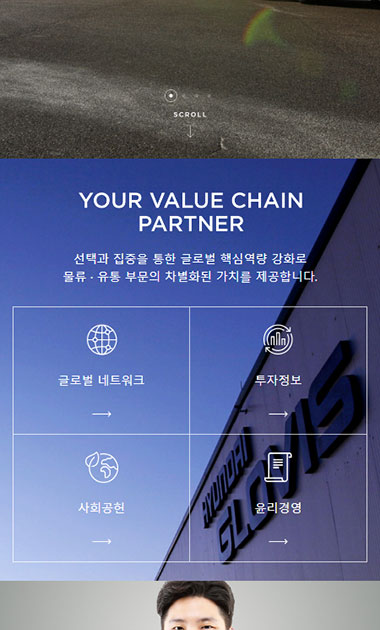 SCROLL
YOUR VALUE CHAIN
PARTNER
선택과 집중을 통한 글로벌 핵심역량 강화로
물류 · 유통 부문의 차별화된 가치를 제공합니다.
글로벌 네트워크
투자정보
사회공헌
윤리경영
HYUNDAI
GLOVIS